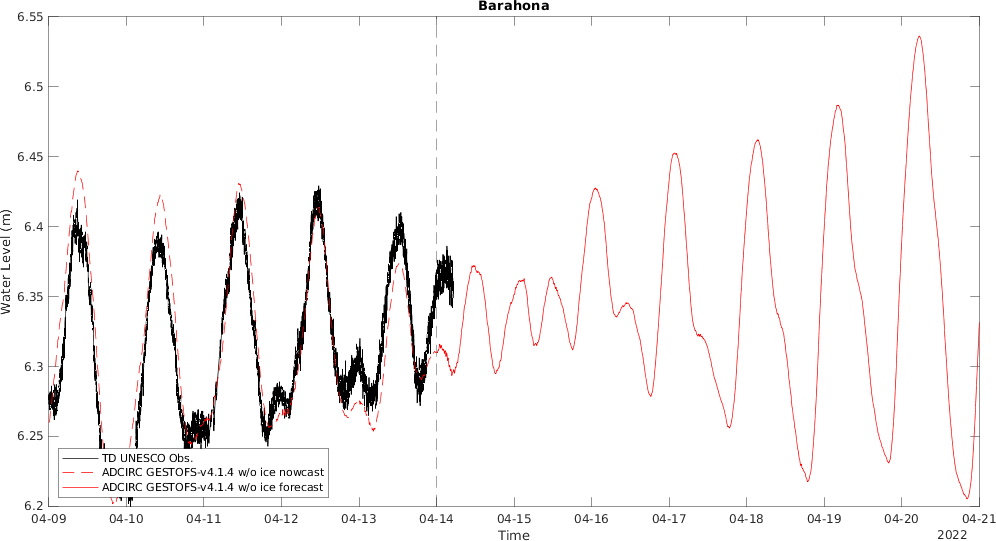 Barahona
6.55
6.5
6.45
6.4
6.35
6.3
6.25
6.2
Water Level (m)
TD UNESCO Obs.
ADCIRC GESTOFS-v4.1.4 w/o ice nowcast
ADCIRC GESTOFS-v4.1.4 w/o ice forecast
04-09 04-10 04-11 04-12 04-13 04-14 04-15 04-16 04-17 04-18 04-19 04-20 04-21
Time
2022